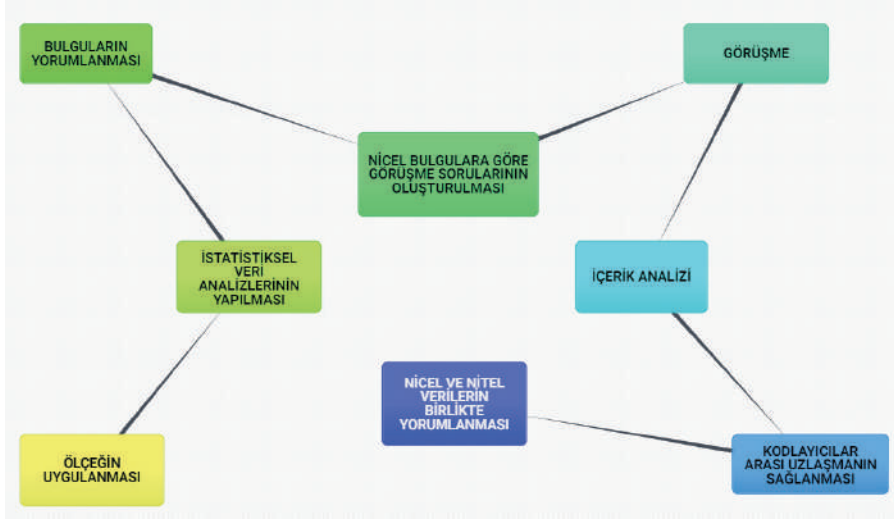 BULGULARIN
YORUMLANMASI
GÖRÜŞME
NİCEL BULGULARA GÖRE
GÖRÜŞME SORULARININ
OLUŞTURULMASI
İSTATİSTİKSEL
VERİ
ANALİZLERİNİN
YAPILMASI
İÇERİK ANALİZİ
NİCEL VE NİTEL
VERİLERİN
BİRLİKTE
YORUMLANMASI
ÖLÇEĞİN
UYGULANMASI
KODLAYICILAR
ARASI UZLAŞMANIN
SAĞLANMASI